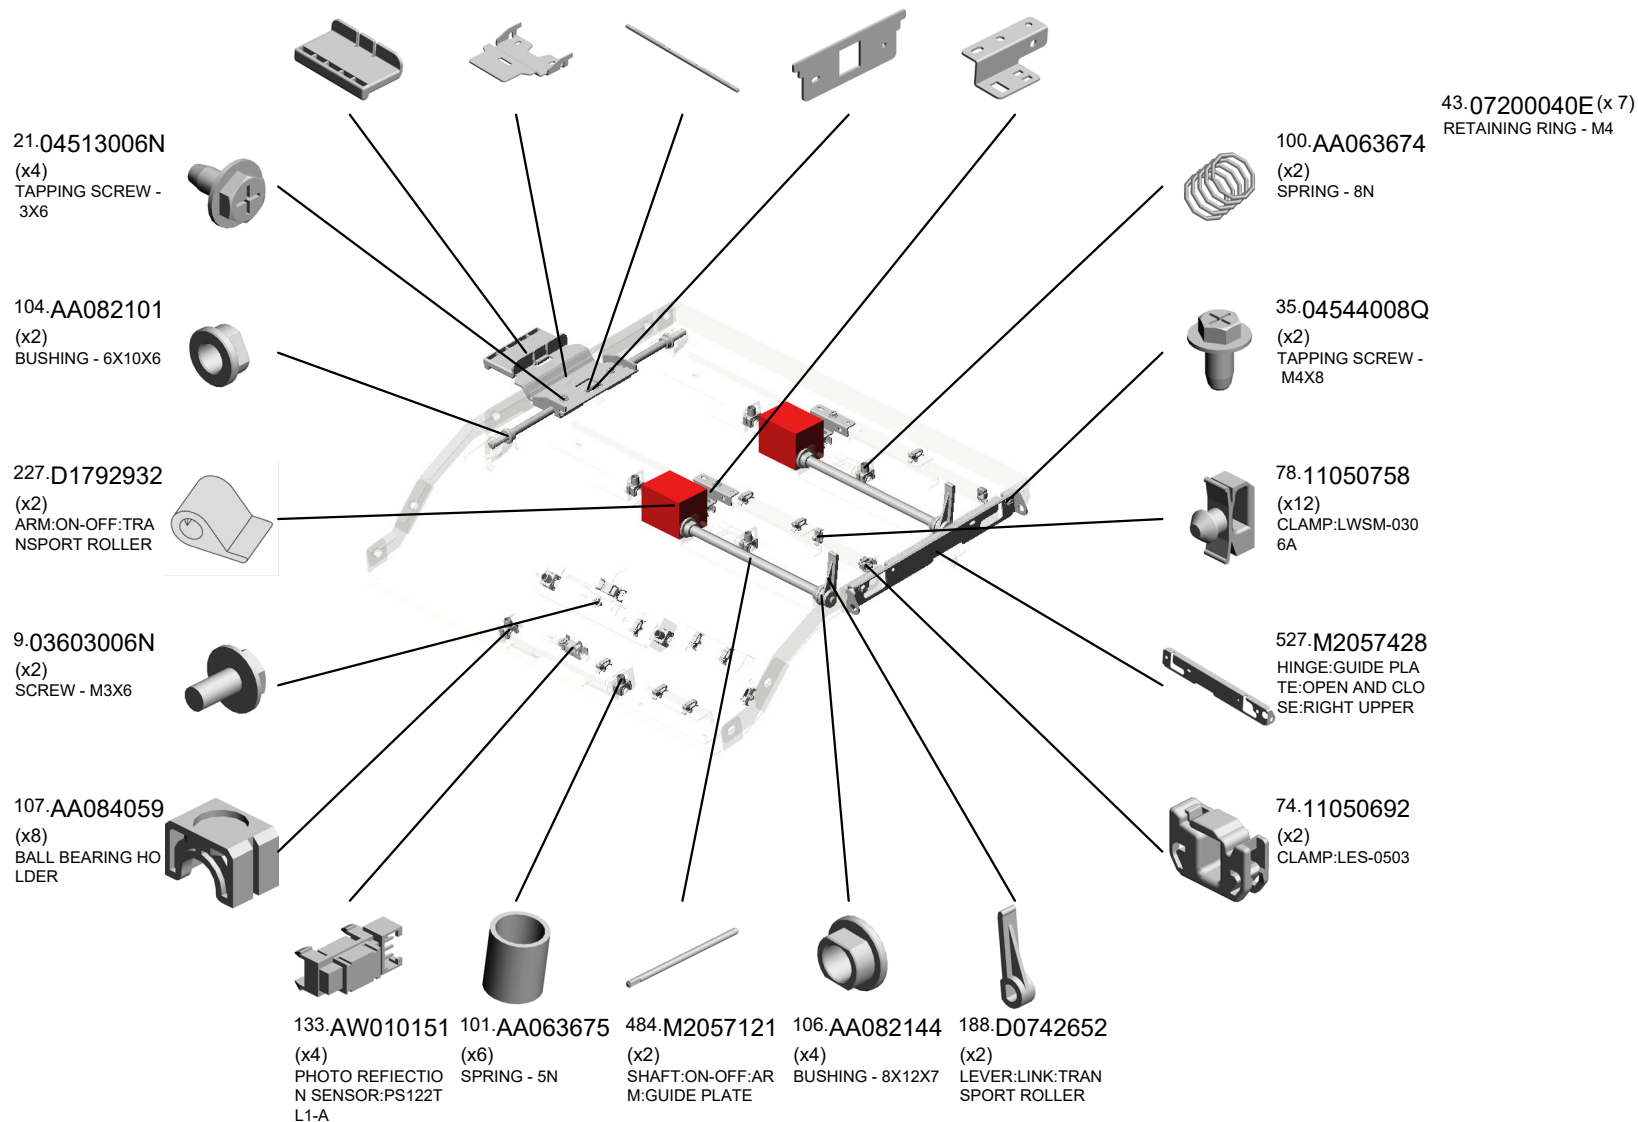 43.07200040E (x 7)
RETAINING RING - M4
21.04513006N
(x4)
TAPPING SCREW -
3X6
100.AA063674
(x2)
SPRING - 8N
104.AA082101
(x2)
BUSHING - 6X10X6
35.04544008Q
(x2)
TAPPING SCREW -
M4X8
227.D1792932
(x2)
ARM:ON-OFF:TRA
NSPORT ROLLER
78.11050758
(x12)
CLAMP:LWSM-030
6A
9.03603006N
(x2)
SCREW - M3X6
527.M2057428
HINGE:GUIDE PLA
TE:OPEN AND CLO
SE:RIGHT UPPER
107.AA084059
(x8)
BALL BEARING HO
LDER
74.11050692
(x2)
CLAMP:LES-0503
133.AW010151
(x4)
PHOTO REFIECTIO
N SENSOR:PS122T
L1-A
101.AA063675
(x6)
SPRING - 5N
484.M2057121
(x2)
SHAFT:ON-OFF:AR
M:GUIDE PLATE
106.AA082144
(x4)
BUSHING - 8X12X7
188.D0742652
(x2)
LEVER:LINK:TRAN
SPORT ROLLER